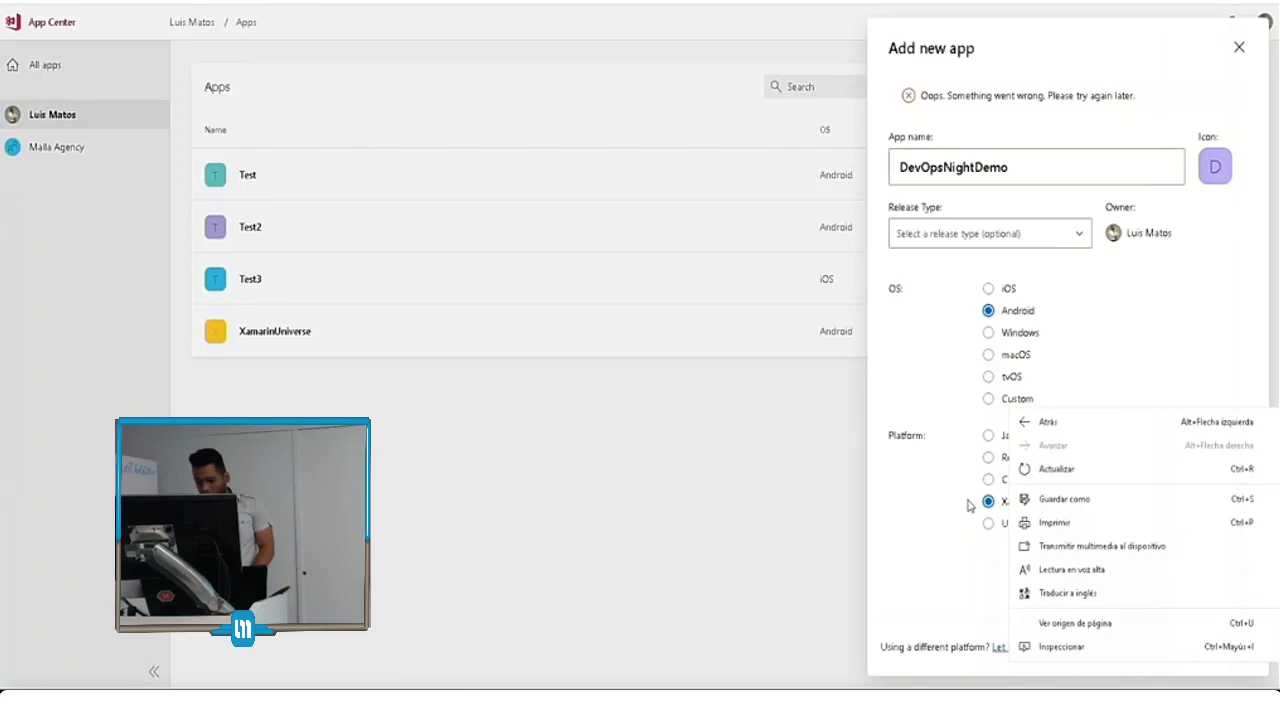 App Center
Luis Matos / Apps
All apps
Luis Matos
Malla Agency
Apps
Search
Name
OS
T
Test
Android
T
Test2
Android
T
Test3
iOS
X
XamarinUniverse
Android
Add new app
Oops. Something went wrong. Please try again later.
App name:
Icon:
DevOpsNightDemo
D
Release Type:
Owner:
Select a release type (optional)
Luis Matos
OS:
iOS
Android
Windows
macOS
tvOS
Custom
Platform:
Using a different platform? Let
Atrás Alt+Flecha izquierda
Avanzar Alt+Flecha derecha
Actualizar Ctrl+R
Guardar como Ctrl+S
Imprimir Ctrl+P
Transmitir multimedia al dispositivo
Lectura en voz alta
Traducir a inglés
Ver origen de página Ctrl+U
Inspeccionar Ctrl+Mayús+I